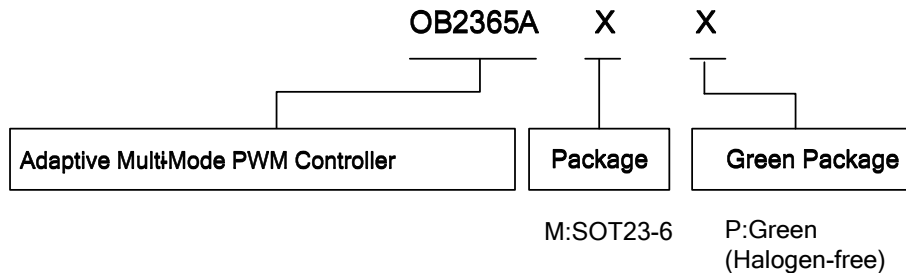 OB2365A X X
Adaptive Multi-Mode PWM Controller
Package
Green Package
M:SOT23-6
P:Green
(Halogen-free)